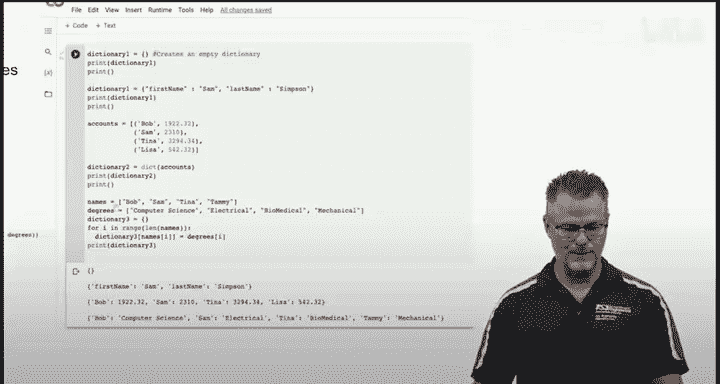 File Edit View Insert Runtime Tools Help All changes saved
+ Code + Text
es
{x}
dictionary1 = {} #Creates an empty dictionary
print(dictionary1)
print()
dictionary1 = {"firstName" : "Sam", "lastName" : "Simpson"}
print(dictionary1)
print()
accounts = [('Bob', 1922.32),
('Sam', 2310),
('Tina', 3294.34),
('Lisa', 542.32)]
dictionary2 = dict(accounts)
print(dictionary2)
print()
names = ["Bob", "Sam", "Tina", "Tammy"]
degrees = ["Computer Science", "Electrical", "BioMedical", "Mechanical"]
dictionary3 = {}
for i in range(len(names)):
dictionary3[names[i]] = degrees[i]
print(dictionary3)
degrees))
{}
{'firstName': 'Sam', 'lastName': 'Simpson'}
{'Bob': 1922.32, 'Sam': 2310, 'Tina': 3294.34, 'Lisa': 542.32}
{'Bob': 'Computer Science', 'Sam': 'Electrical', 'Tina': 'BioMedical', 'Tammy': 'Mechanical'}